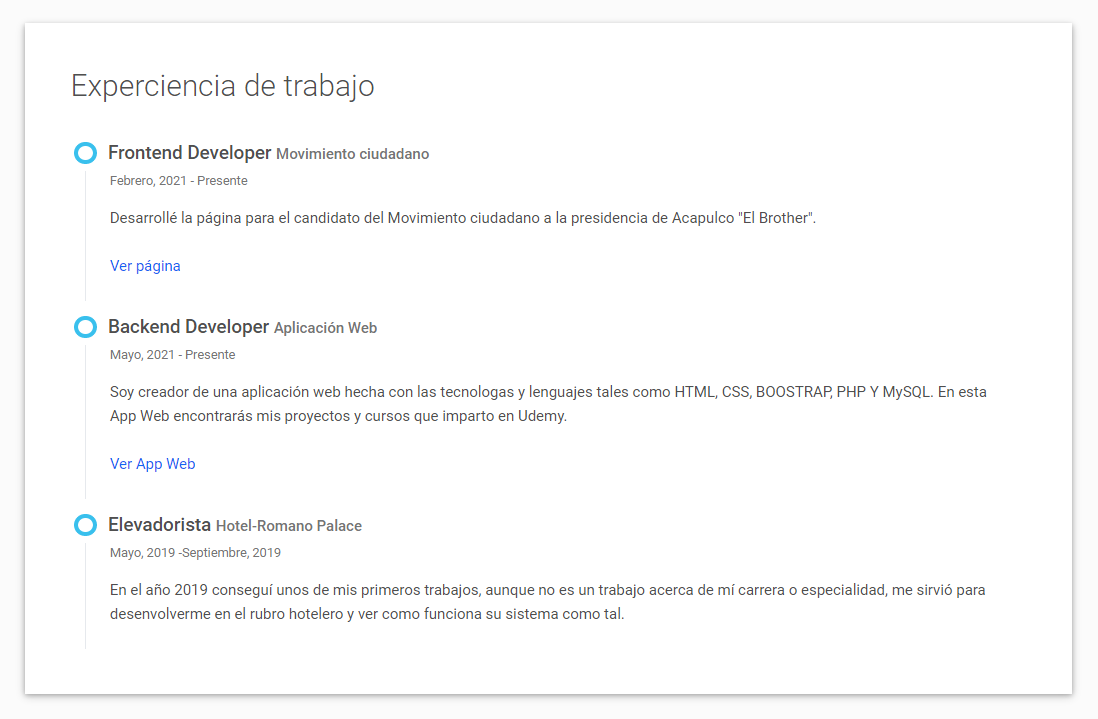 Experciencia de trabajo
Frontend Developer Movimiento ciudadano
Febrero, 2021 - Presente
Desarrollé la página para el candidato del Movimiento ciudadano a la presidencia de Acapulco "El Brother".
Ver página
Backend Developer Aplicación Web
Mayo, 2021 - Presente
Soy creador de una aplicación web hecha con las tecnologas y lenguajes tales como HTML, CSS, BOOSTRAP, PHP Y MySQL. En esta
App Web encontrarás mis proyectos y cursos que imparto en Udemy.
Ver App Web
Elevadorista Hotel-Romano Palace
Mayo, 2019 -Septiembre, 2019
En el año 2019 conseguí unos de mis primeros trabajos, aunque no es un trabajo acerca de mí carrera o especialidad, me sirvió para
desenvolverme en el rubro hotelero y ver como funciona su sistema como tal.